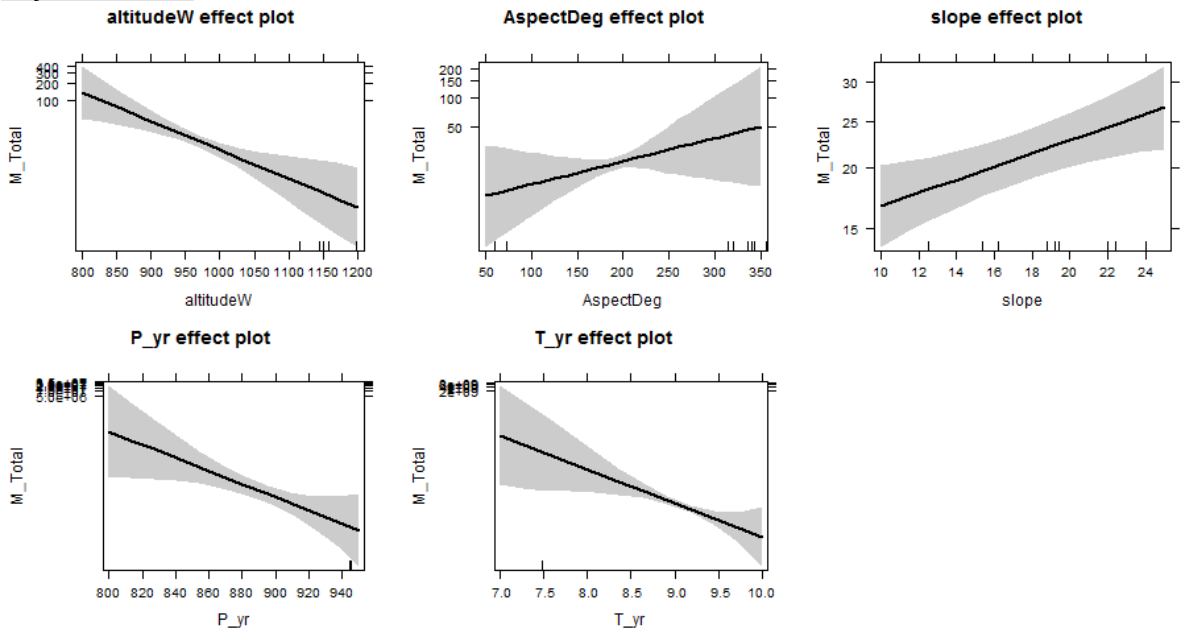 altitudeW effect plot
M_Total
400
300
200
100
800 850 900 950 1000 1050 1100 1150 1200
altitudeW
AspectDeg effect plot
M_Total
200
150
100
50
50 100 150 200 250 300 350
AspectDeg
slope effect plot
M_Total
30
25
20
15
10 12 14 16 18 20 22 24
slope
P_yr effect plot
M_Total
800 820 840 860 880 900 920 940
P_yr
T_yr effect plot
M_Total
2e+09
7.0 7.5 8.0 8.5 9.0 9.5 10.0
T_yr